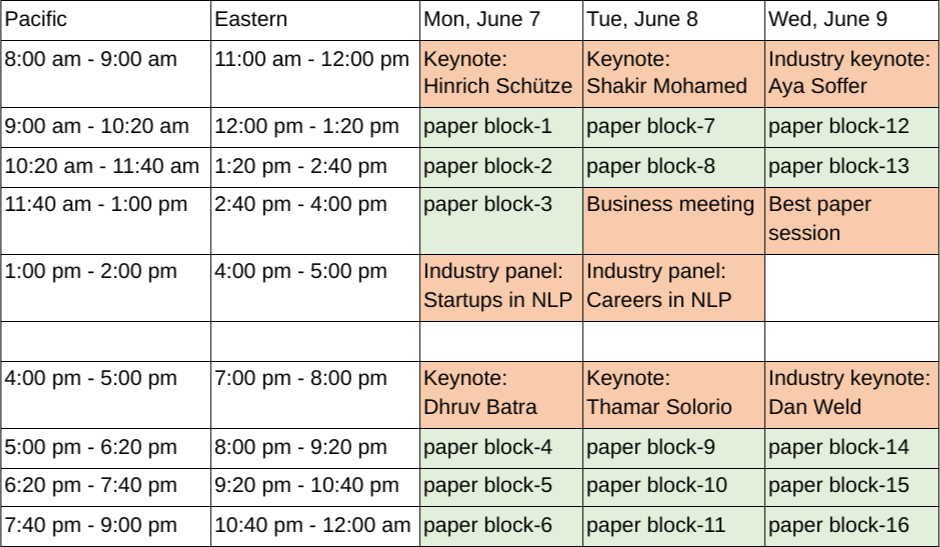 Pacific Eastern Mon, June 7 Tue, June 8 Wed, June 9
8:00 am - 9:00 am 11:00 am - 12:00 pm Keynote: Keynote: Industry keynote:
Hinrich Schütze Shakir Mohamed Aya Soffer
9:00 am - 10:20 am 12:00 pm - 1:20 pm paper block-1 paper block-7 paper block-12
10:20 am - 11:40 am 1:20 pm - 2:40 pm paper block-2 paper block-8 paper block-13
11:40 am - 1:00 pm 2:40 pm - 4:00 pm paper block-3 Business meeting Best paper
session
1:00 pm - 2:00 pm 4:00 pm - 5:00 pm Industry panel: Industry panel:
Startups in NLP Careers in NLP
4:00 pm - 5:00 pm 7:00 pm - 8:00 pm Keynote: Keynote: Industry keynote:
Dhruv Batra Thamar Solorio Dan Weld
5:00 pm - 6:20 pm 8:00 pm - 9:20 pm paper block-4 paper block-9 paper block-14
6:20 pm - 7:40 pm 9:20 pm - 10:40 pm paper block-5 paper block-10 paper block-15
7:40 pm - 9:00 pm 10:40 pm - 12:00 am paper block-6 paper block-11 paper block-16